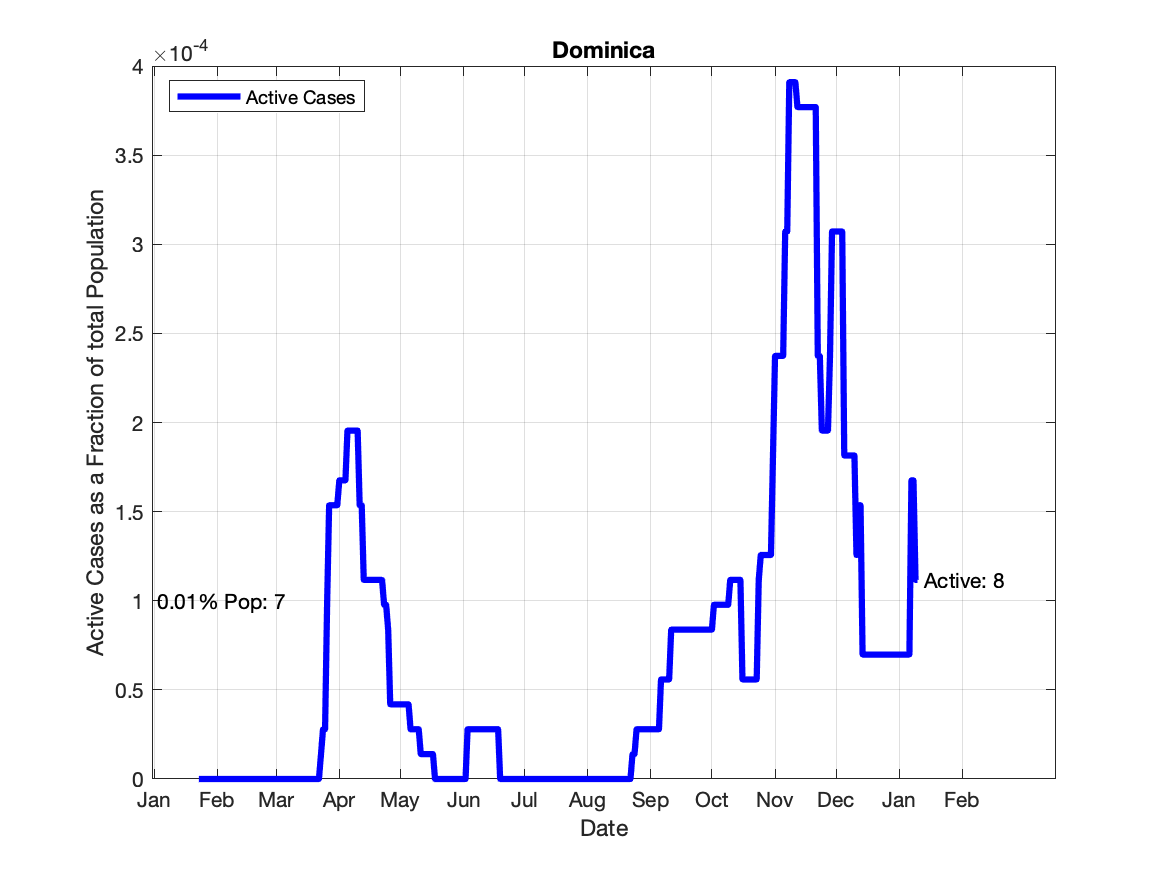 Dominica
×10-4
4
3.5
3
2.5
2
1.5
1
0.5
0
Active Cases as a Fraction of total Population
Active Cases
0.01% Pop: 7
Active: 8
Jan Feb Mar Apr May Jun Jul Aug Sep Oct Nov Dec Jan Feb
Date